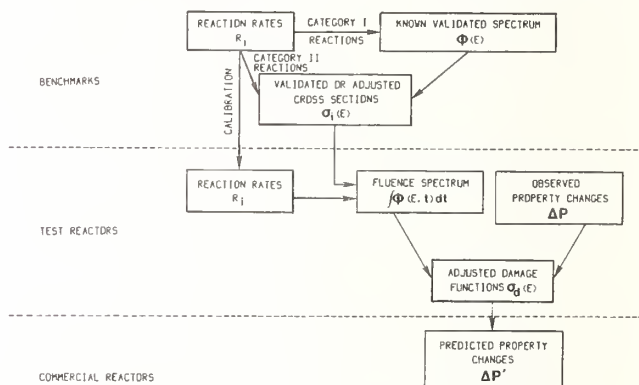 REACTION RATES
R i
CATEGORY I
REACTIONS
KNOWN VALIDATED SPECTRUM
Φ(E)
CATEGORY II
REACTIONS
BENCHMARKS
VALIDATED OR ADJUSTED
CROSS SECTIONS
σi(E)
CALIBRATION
REACTION RATES
R i
FLUENCE SPECTRUM
∫Φ(E,t)dt
OBSERVED
PROPERTY CHANGES
ΔP
TEST REACTORS
ADJUSTED DAMAGE
FUNCTIONS σd(E)
PREDICTED PROPERTY
CHANGES
ΔP'
COMMERCIAL REACTORS